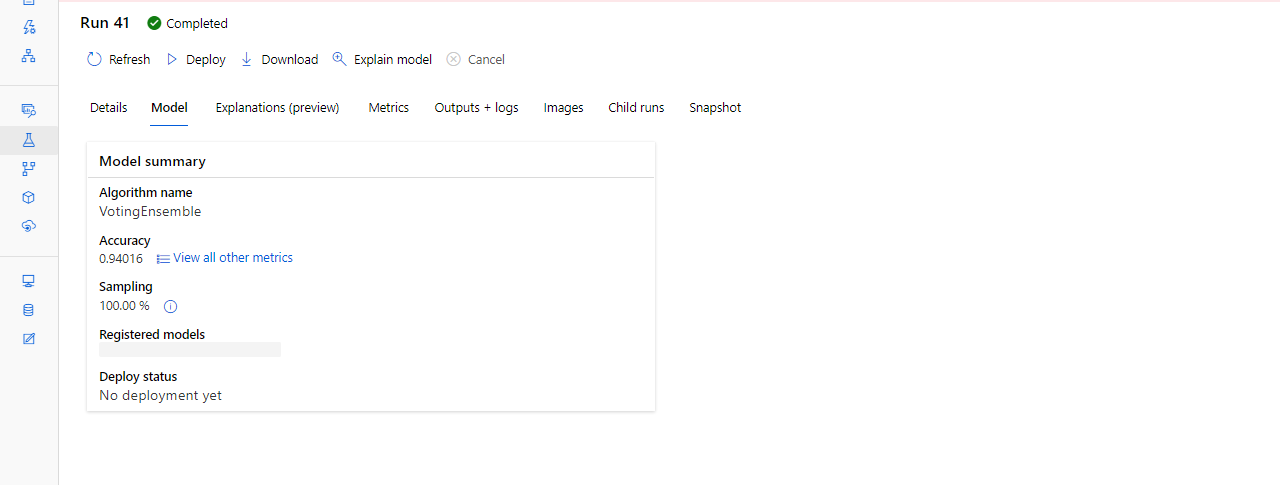 Run 41 Completed
Refresh Deploy Download Explain model Cancel
Details Model Explanations (preview) Metrics Outputs + logs Images Child runs Snapshot
Model summary
Algorithm name
VotingEnsemble
Accuracy
0.94016 View all other metrics
Sampling
100.00 %
Registered models
Deploy status
No deployment yet